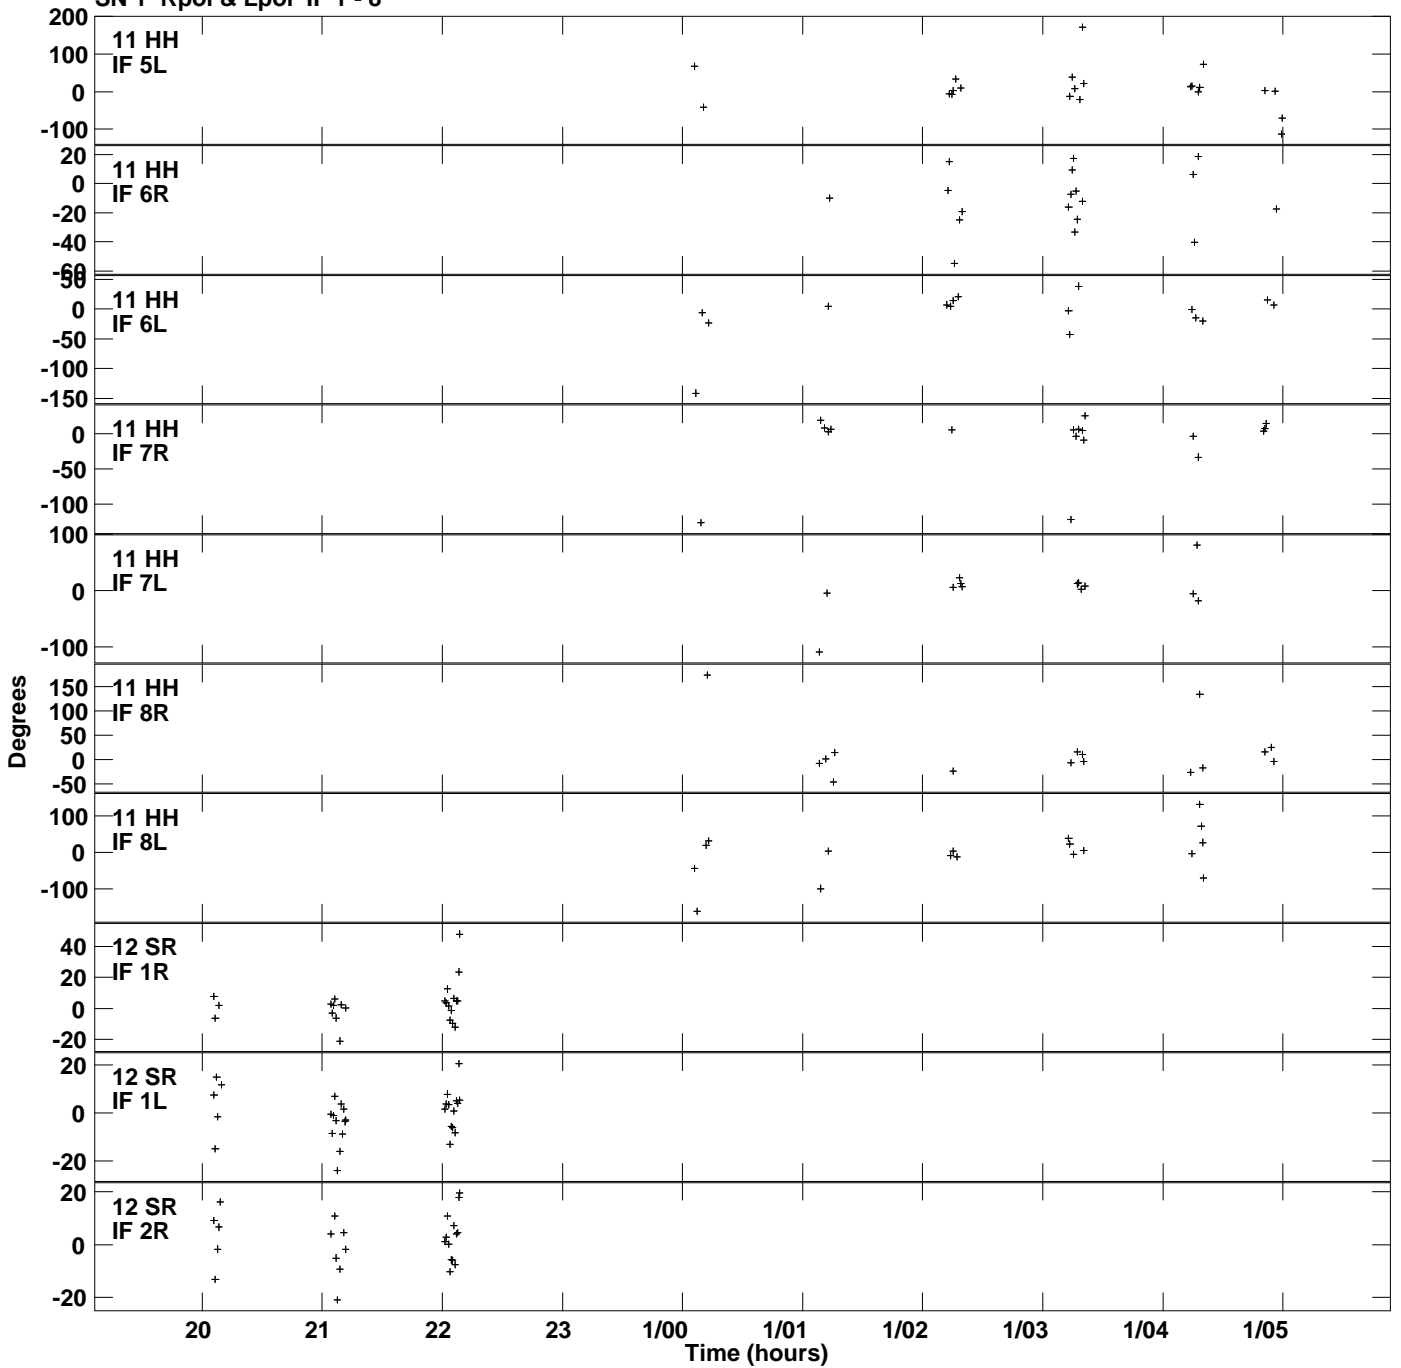 SN 1 Rpol & Lpol IF 1 - 8
200
100
0
-100
11 HH
IF 5L
20
0
-20
-40
-60
11 HH
IF 6R
50
0
-50
-100
-150
11 HH
IF 6L
0
-50
-100
11 HH
IF 7R
100
0
-100
11 HH
IF 7L
150
100
50
0
-50
11 HH
IF 8R
100
0
-100
11 HH
IF 8L
40
20
0
-20
12 SR
IF 1R
20
0
-20
12 SR
IF 1L
20
0
-20
12 SR
IF 2R
Degrees
20 21 22 23 1/00 1/01 1/02 1/03 1/04 1/05
Time (hours)